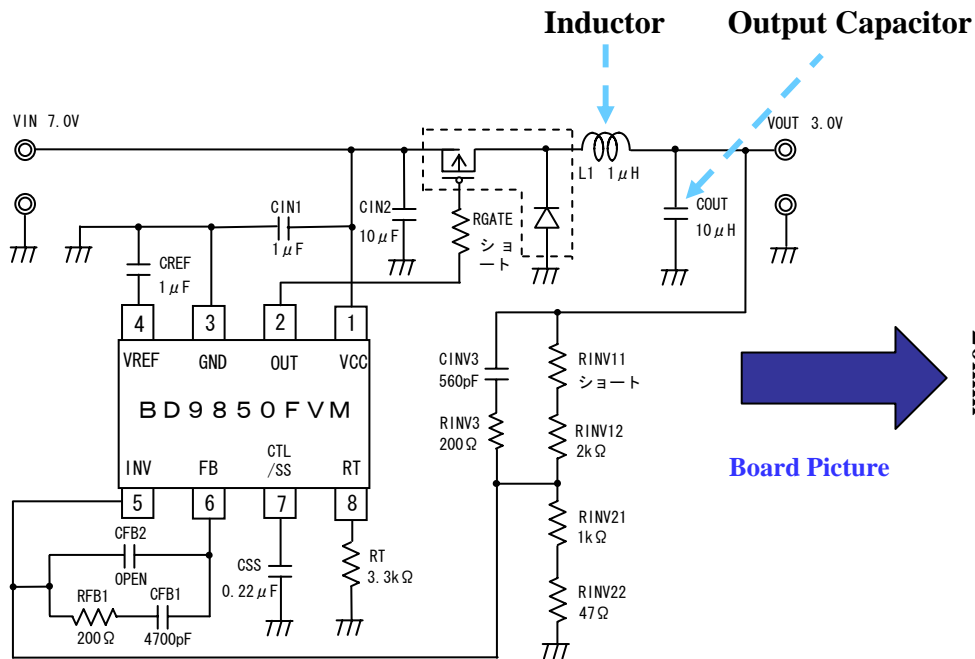 Inductor
Output Capacitor
VIN 7.0V
VOUT 3.0V
L1 1μH
COUT
10μH
CIN1
1μF
CIN2
10μF
RGATE
ショ
ート
CREF
1μF
4
3
2
1
VREF
GND
OUT
VCC
BD9850FVM
INV
FB
CTL
/SS
RT
5
6
7
8
CINV3
560pF
RINV11
ショート
RINV3
200Ω
RINV12
2kΩ
Board Picture
RINV21
1kΩ
RINV22
47Ω
CFB2
OPEN
RFB1
200Ω
CFB1
4700pF
CSS
0.22μF
RT
3.3kΩ